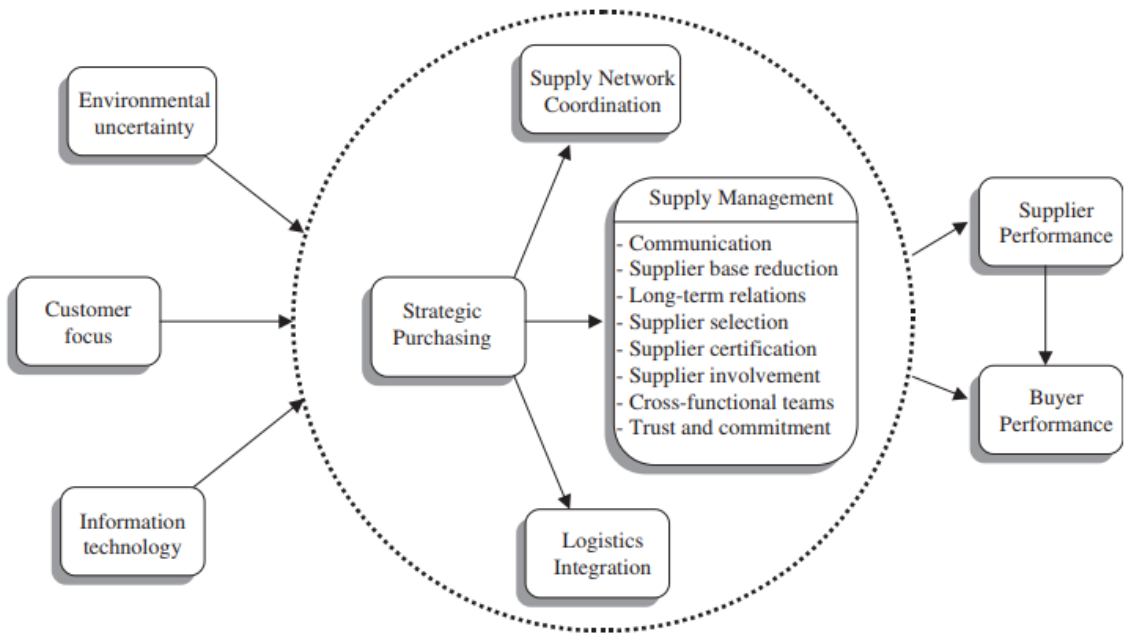 Environmental
uncertainty
Customer
focus
Information
technology
Supply Network
Coordination
Strategic
Purchasing
Supply Management
- Communication
- Supplier base reduction
- Long-term relations
- Supplier selection
- Supplier certification
- Supplier involvement
- Cross-functional teams
- Trust and commitment
Logistics
Integration
Supplier
Performance
Buyer
Performance